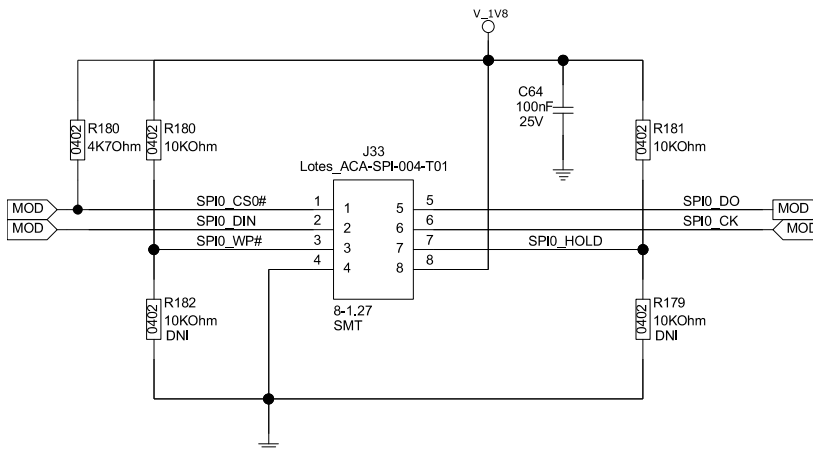 V_1V8
C64
100nF
25V
0402
R180
4K7Ohm
0402
R180
10KOhm
0402
R181
10KOhm
J33
Lotes_ACA-SPI-004-T01
MOD
SPI0_CS0#
1
1
5
5
SPI0_DO
MOD
MOD
SPI0_DIN
2
2
6
6
SPI0_CK
MOD
SPI0_WP#
3
3
7
7
SPI0_HOLD
4
4
8
8
0402
R182
10KOhm
DNI
8-1.27
SMT
0402
R179
10KOhm
DNI